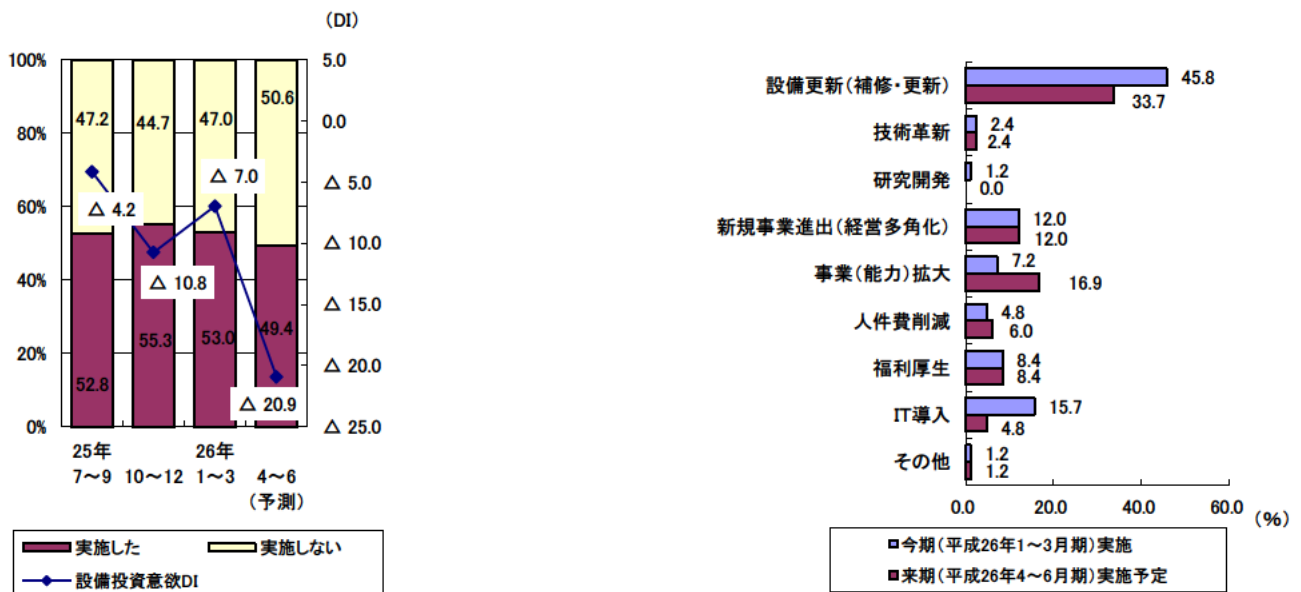 (DI)
100%
80%
60%
40%
20%
0%
5.0
0.0
△ 5.0
△ 10.0
△ 15.0
△ 20.0
△ 25.0
47.2
44.7
47.0
50.6
△ 4.2
△ 10.8
△ 7.0
△ 20.9
52.8
55.3
53.0
49.4
25年
7～9
10～12
26年
1～3
4～6
(予測)
実施した
実施しない
設備投資意欲DI
設備更新(補修・更新)
45.8
33.7
技術革新
2.4
2.4
研究開発
1.2
0.0
新規事業進出(経営多角化)
12.0
12.0
事業(能力)拡大
7.2
16.9
人件費削減
4.8
6.0
福利厚生
8.4
8.4
IT導入
15.7
4.8
その他
1.2
1.2
0.0
20.0
40.0
60.0
(%)
今期(平成26年1～3月期)実施
来期(平成26年4～6月期)実施予定